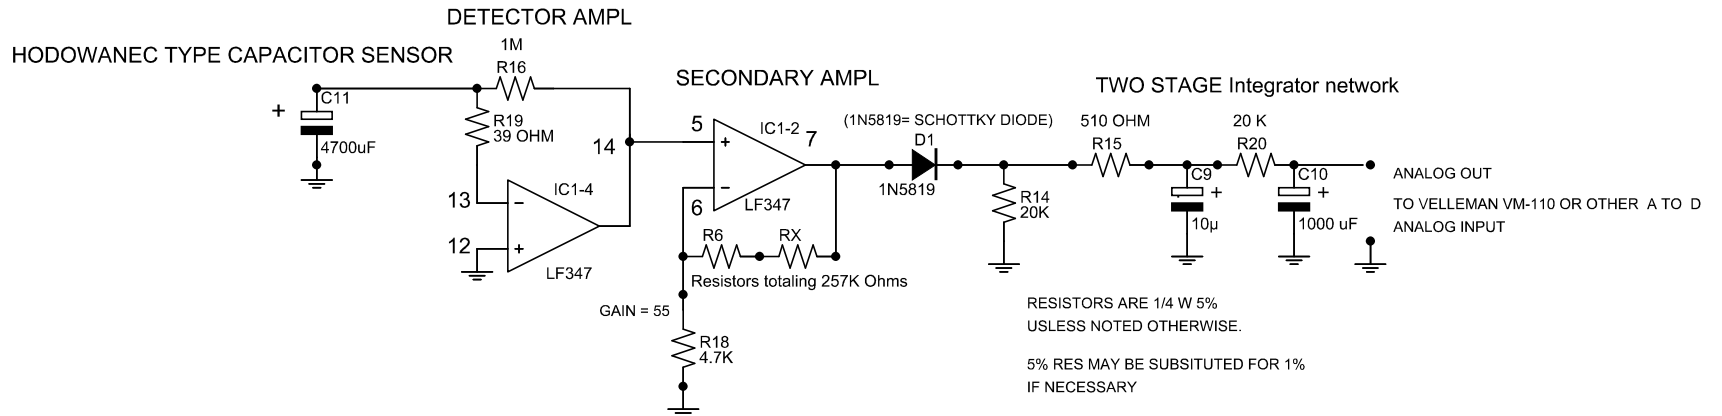 DETECTOR AMPL
HODOWANEC TYPE CAPACITOR SENSOR
1M
R16
C11
+
4700uF
R19
39 OHM
14
13
12
−
+
IC1-4
LF347
SECONDARY AMPL
5
6
7
+
−
IC1-2
LF347
R6
RX
Resistors totaling 257K Ohms
GAIN = 55
R18
4.7K
(1N5819= SCHOTTKY DIODE)
D1
1N5819
R14
20K
TWO STAGE Integrator network
510 OHM
R15
20 K
R20
C9
+
10µ
C10
+
1000 uF
ANALOG OUT
TO VELLEMAN VM-110 OR OTHER A TO D
ANALOG INPUT
RESISTORS ARE 1/4 W 5%
USLESS NOTED OTHERWISE.
5% RES MAY BE SUBSITUTED FOR 1%
IF NECESSARY